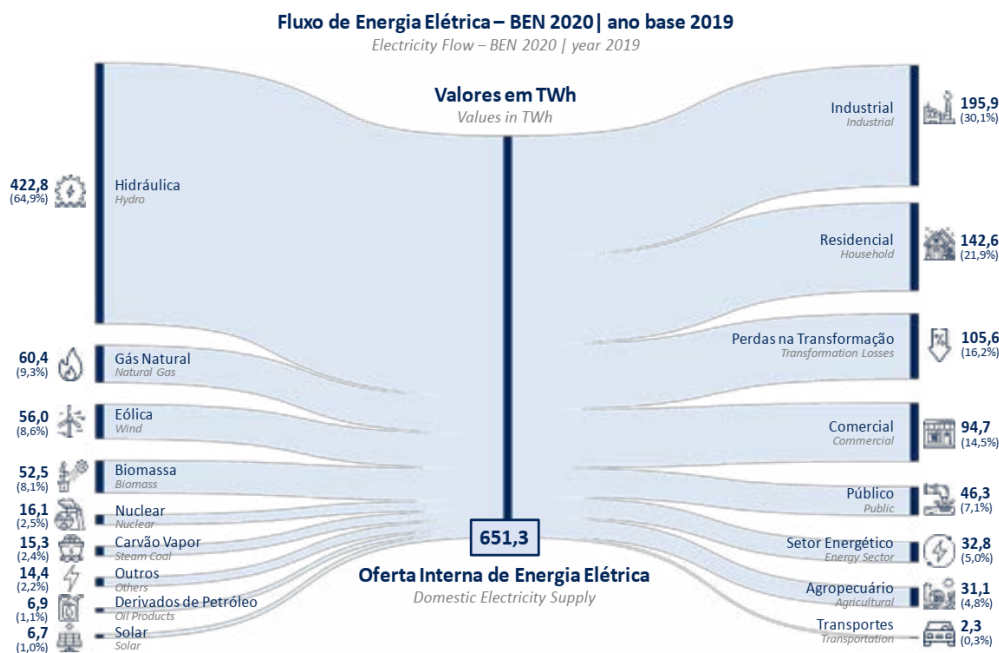 Fluxo de Energia Elétrica – BEN 2020| ano base 2019
Electricity Flow – BEN 2020 | year 2019
Valores em TWh
Values in TWh
422,8
(64,9%)
Hidráulica
Hydro
60,4
(9,3%)
Gás Natural
Natural Gas
56,0
(8,6%)
Eólica
Wind
52,5
(8,1%)
Biomassa
Biomass
16,1
(2,5%)
Nuclear
Nuclear
15,3
(2,4%)
Carvão Vapor
Steam Coal
14,4
(2,2%)
Outros
Others
6,9
(1,1%)
Derivados de Petróleo
Oil Products
6,7
(1,0%)
Solar
Solar
651,3
Oferta Interna de Energia Elétrica
Domestic Electricity Supply
Industrial
Industrial
195,9
(30,1%)
Residencial
Household
142,6
(21,9%)
Perdas na Transformação
Transformation Losses
%
105,6
(16,2%)
Comercial
Commercial
94,7
(14,5%)
Público
Public
46,3
(7,1%)
Setor Energético
Energy Sector
32,8
(5,0%)
Agropecuário
Agricultural
31,1
(4,8%)
Transportes
Transportation
2,3
(0,3%)